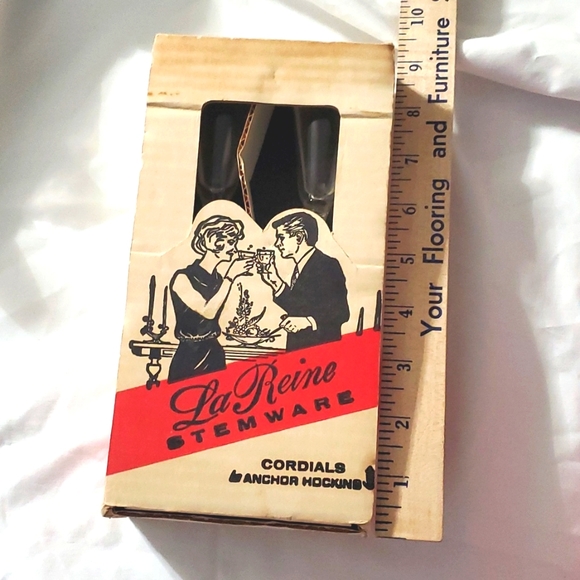 La Reine
STEMWARE
CORDIALS
by ANCHOR HOCKING
Your Flooring and Furniture
10
9
8
7
6
5
4
3
2
1